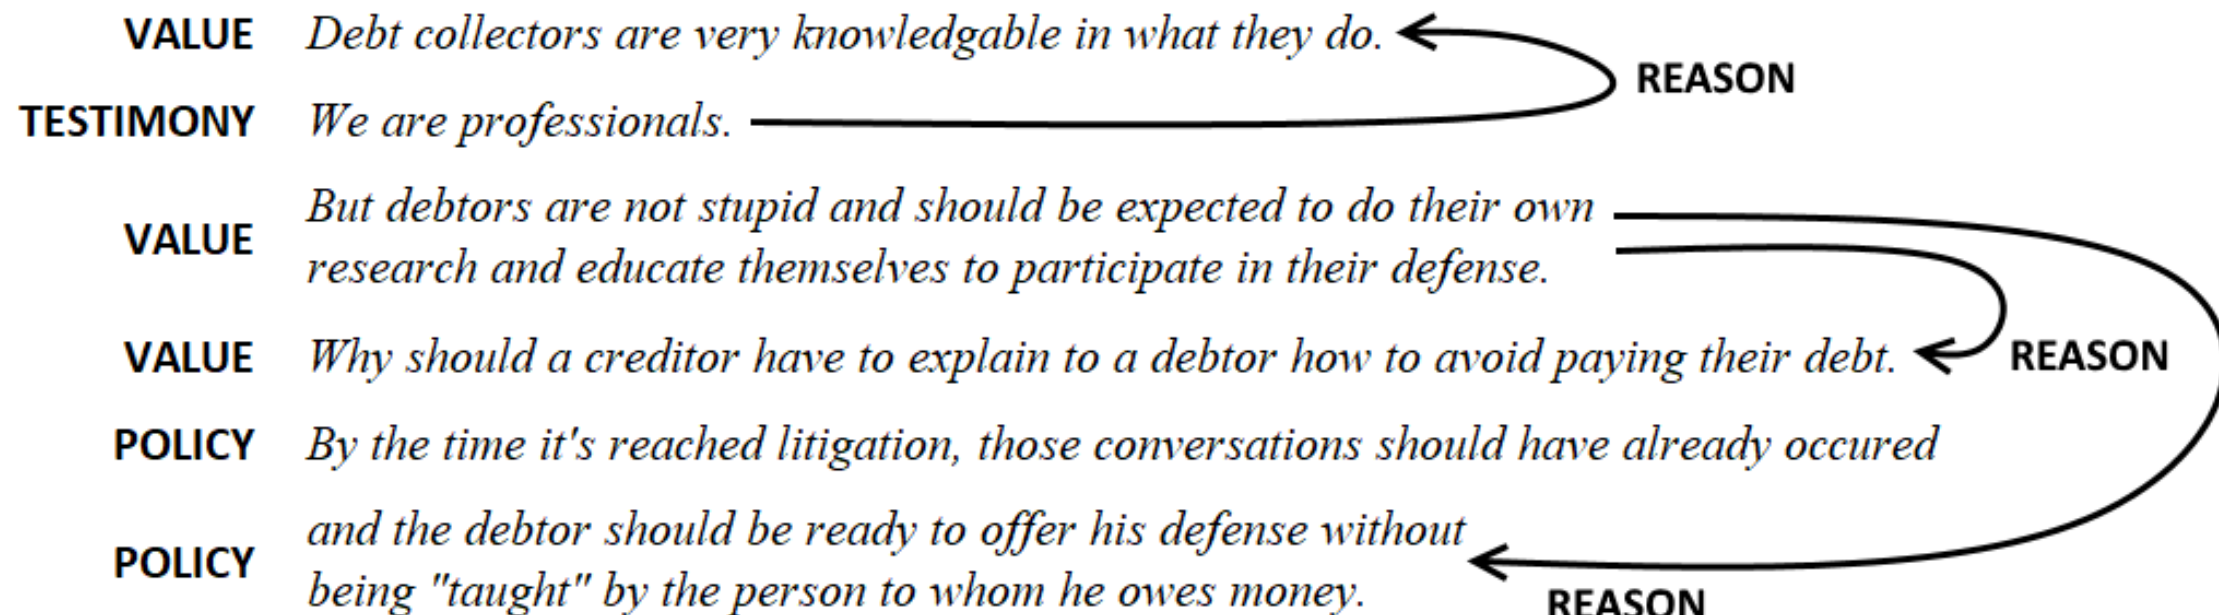 VALUE Debt collectors are very knowledgable in what they do.
REASON
TESTIMONY We are professionals.
VALUE But debtors are not stupid and should be expected to do their own
research and educate themselves to participate in their defense.
VALUE Why should a creditor have to explain to a debtor how to avoid paying their debt.
REASON
POLICY By the time it's reached litigation, those conversations should have already occured
POLICY and the debtor should be ready to offer his defense without
being "taught" by the person to whom he owes money.
REASON